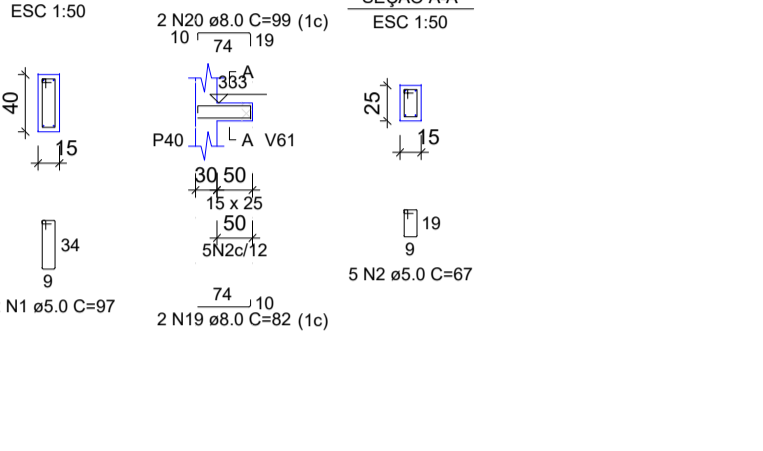 ESC 1:50
40
15
34
9
N1 ø5.0 C=97
2 N20 ø8.0 C=99 (1c)
10
74
19
A
333
P40
A
V61
30
50
15 x 25
50
5N2c/12
74
10
2 N19 ø8.0 C=82 (1c)
SEÇÃO A-A
ESC 1:50
25
15
19
9
5 N2 ø5.0 C=67